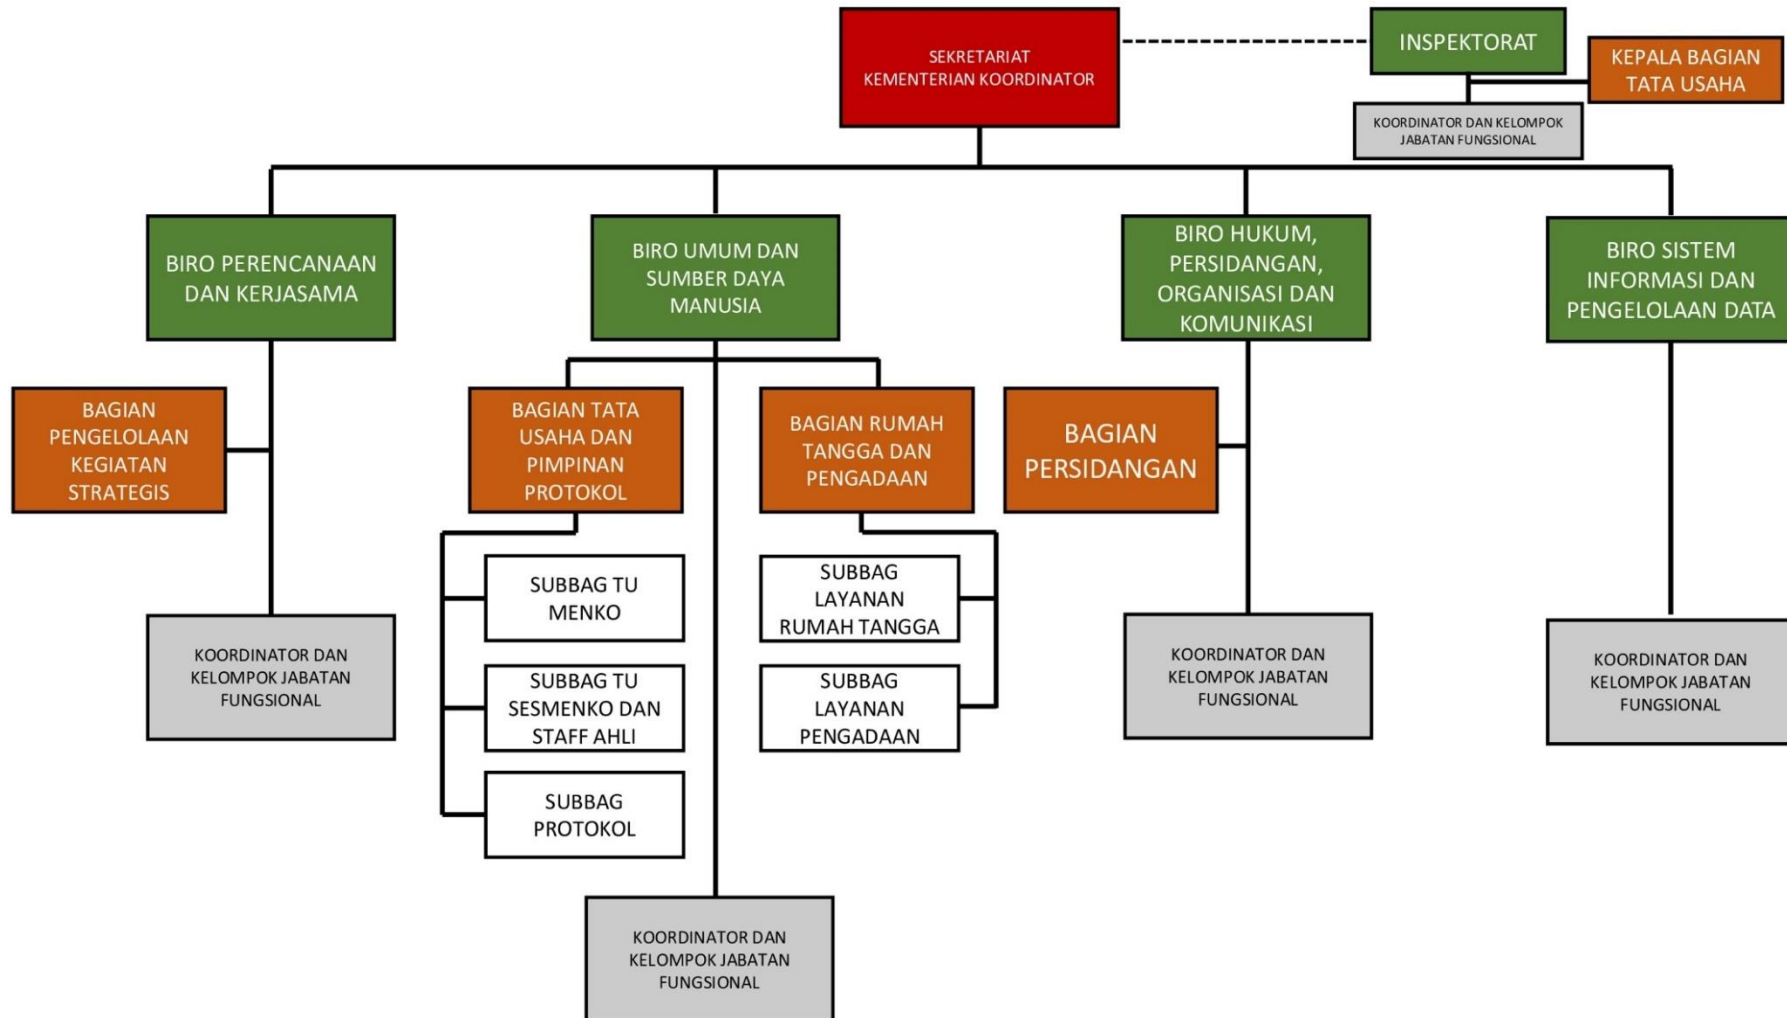 SEKRETARIAT
KEMENTERIAN KOORDINATOR
INSPEKTORAT
KEPALA BAGIAN
TATA USAHA
KOORDINATOR DAN KELOMPOK
JABATAN FUNGSIONAL
BIRO PERENCANAAN
DAN KERJASAMA
BIRO UMUM DAN
SUMBER DAYA
MANUSIA
BIRO HUKUM,
PERSIDANGAN,
ORGANISASI DAN
KOMUNIKASI
BIRO SISTEM
INFORMASI DAN
PENGELOLAAN DATA
BAGIAN
PENGELOLAAN
KEGIATAN
STRATEGIS
BAGIAN TATA
USAHA DAN
PIMPINAN
PROTOKOL
BAGIAN RUMAH
TANGGA DAN
PENGADAAN
BAGIAN
PERSIDANGAN
SUBBAG TU
MENKO
SUBBAG
LAYANAN
RUMAH TANGGA
KOORDINATOR DAN
KELOMPOK JABATAN
FUNGSIONAL
SUBBAG TU
SESMENKO DAN
STAFF AHLI
SUBBAG
LAYANAN
PENGADAAN
KOORDINATOR DAN
KELOMPOK JABATAN
FUNGSIONAL
KOORDINATOR DAN
KELOMPOK JABATAN
FUNGSIONAL
SUBBAG
PROTOKOL
KOORDINATOR DAN
KELOMPOK JABATAN
FUNGSIONAL